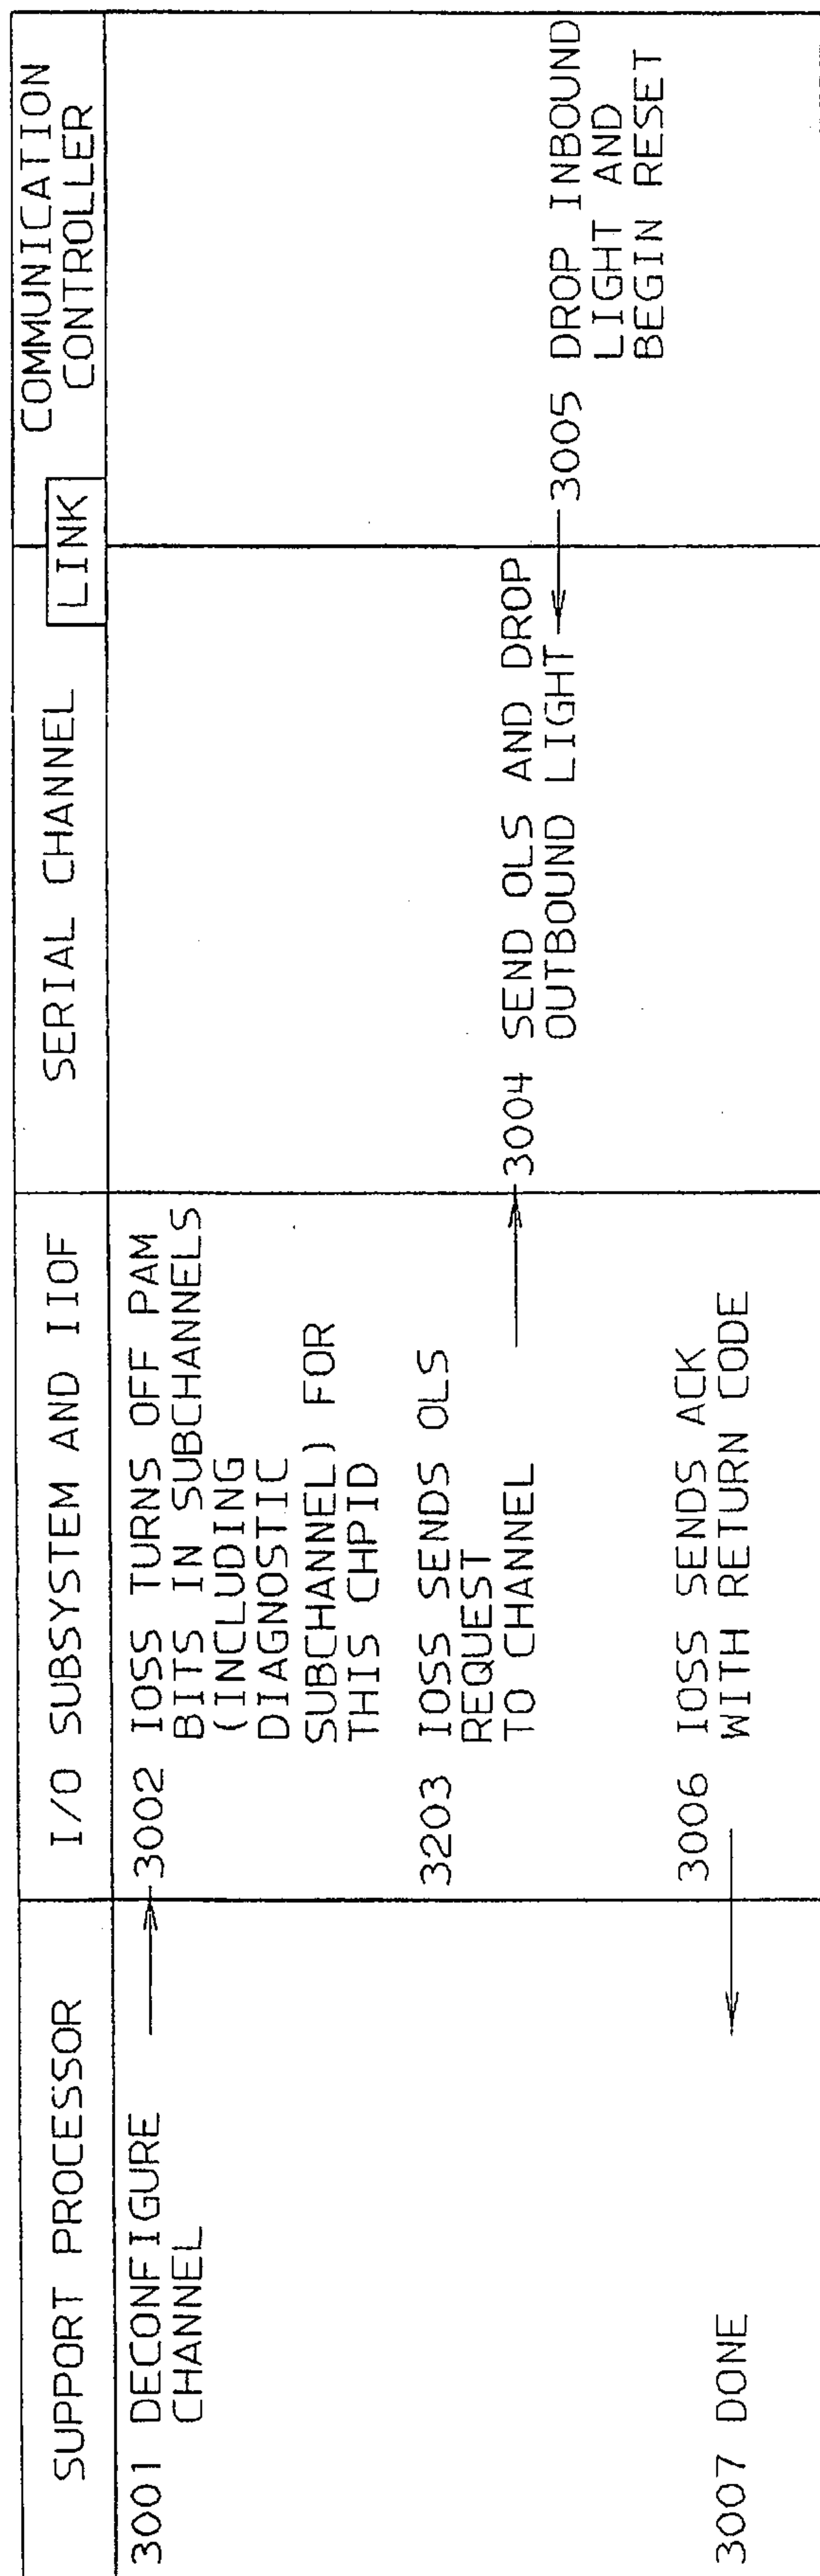 SUPPORT PROCESSOR
I/O SUBSYSTEM AND IIOF
SERIAL CHANNEL
LINK
COMMUNICATION
CONTROLLER
3001 DECONFIGURE
CHANNEL
3002 IOSS TURNS OFF PAM
BITS IN SUBCHANNELS
(INCLUDING
DIAGNOSTIC
SUBCHANNEL) FOR
THIS CHPID
3203 IOSS SENDS OLS
REQUEST
TO CHANNEL
3004 SEND OLS AND DROP
OUTBOUND LIGHT
3005 DROP INBOUND
LIGHT AND
BEGIN RESET
3006 IOSS SENDS ACK
WITH RETURN CODE
3007 DONE